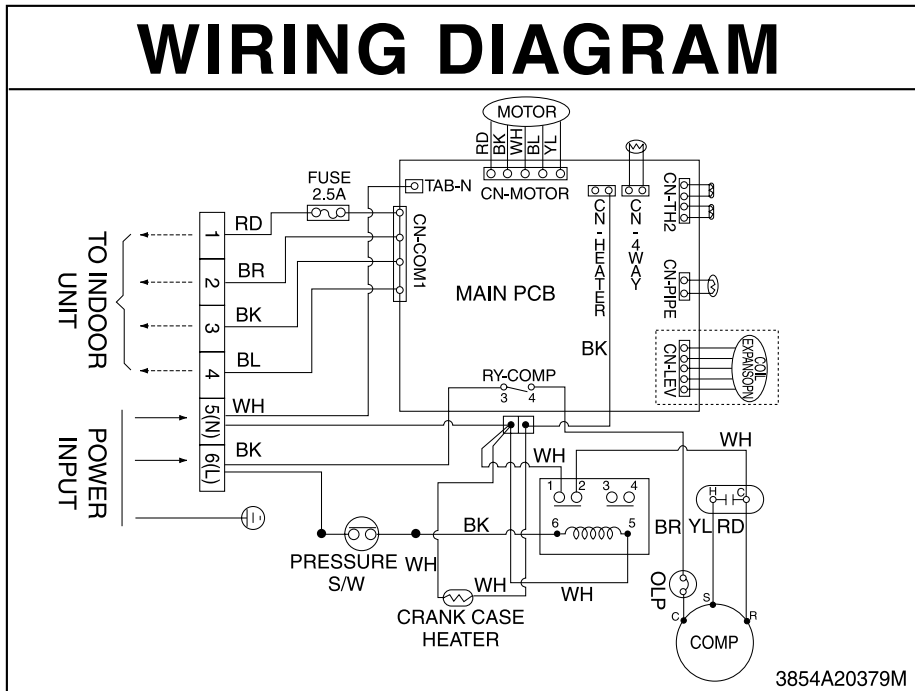 WIRING DIAGRAM
MOTOR
RD
BK
WH
BL
YL
FUSE
2.5A
TAB-N
CN-MOTOR
CN-COM1
CN-HEATER
CN-4WAY
CN-TH2
CN-PIPE
CN-LEV
COIL
EXPANSOPN
MAIN PCB
TO INDOOR
UNIT
1
RD
2
BR
3
BK
4
BL
5(N)
WH
6(L)
BK
POWER
INPUT
RY-COMP
3 4
BK
WH
WH
1 2 3 4
6 5
H C
BK
BR YL RD
PRESSURE
S/W
WH
WH
WH
CRANK CASE
HEATER
OLP
C S R
COMP
3854A20379M